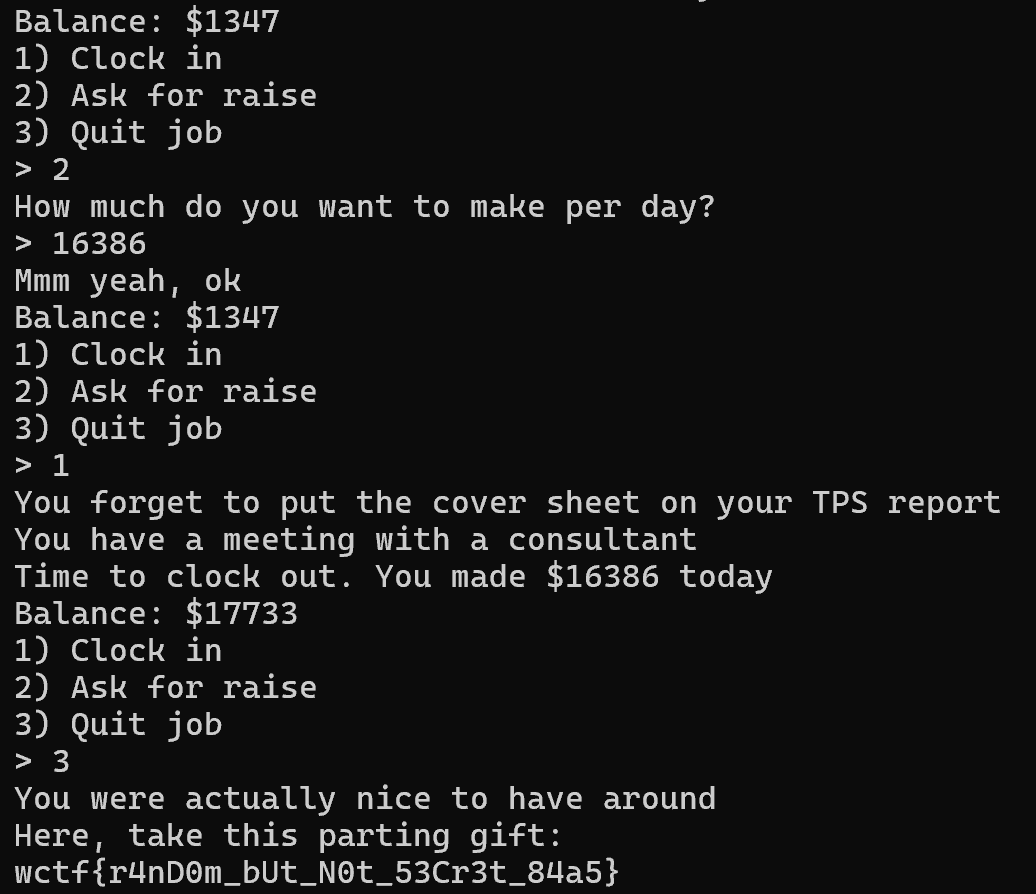 Balance: $1347
1) Clock in
2) Ask for raise
3) Quit job
> 2
How much do you want to make per day?
> 16386
Mmm yeah, ok
Balance: $1347
1) Clock in
2) Ask for raise
3) Quit job
> 1
You forget to put the cover sheet on your TPS report
You have a meeting with a consultant
Time to clock out. You made $16386 today
Balance: $17733
1) Clock in
2) Ask for raise
3) Quit job
> 3
You were actually nice to have around
Here, take this parting gift:
wctf{r4nD0m_bUt_N0t_53Cr3t_84a5}